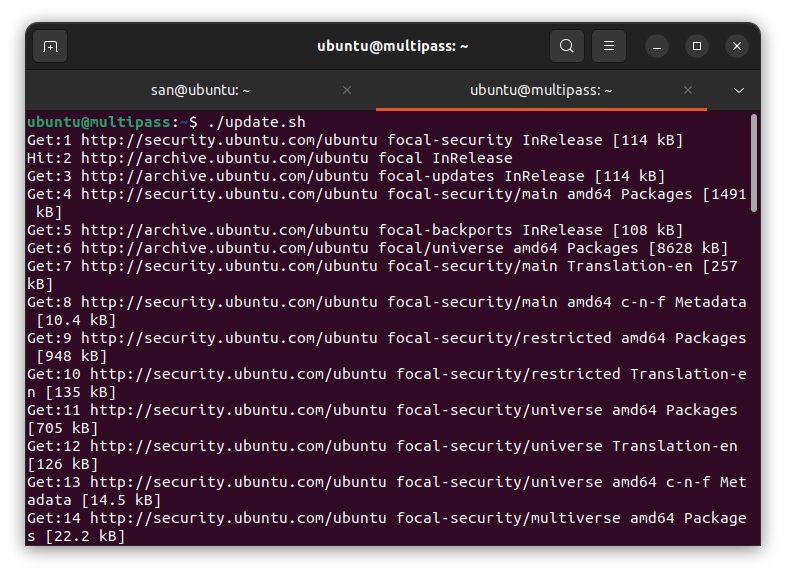 ubuntu@multipass: ~
san@ubuntu: ~
ubuntu@multipass: ~
ubuntu@multipass:~$ ./update.sh
Get:1 http://security.ubuntu.com/ubuntu focal-security InRelease [114 kB]
Hit:2 http://archive.ubuntu.com/ubuntu focal InRelease
Get:3 http://archive.ubuntu.com/ubuntu focal-updates InRelease [114 kB]
Get:4 http://security.ubuntu.com/ubuntu focal-security/main amd64 Packages [1491
 kB]
Get:5 http://archive.ubuntu.com/ubuntu focal-backports InRelease [108 kB]
Get:6 http://archive.ubuntu.com/ubuntu focal/universe amd64 Packages [8628 kB]
Get:7 http://security.ubuntu.com/ubuntu focal-security/main Translation-en [257
kB]
Get:8 http://security.ubuntu.com/ubuntu focal-security/main amd64 c-n-f Metadata
 [10.4 kB]
Get:9 http://security.ubuntu.com/ubuntu focal-security/restricted amd64 Packages
 [948 kB]
Get:10 http://security.ubuntu.com/ubuntu focal-security/restricted Translation-e
n [135 kB]
Get:11 http://security.ubuntu.com/ubuntu focal-security/universe amd64 Packages
[705 kB]
Get:12 http://security.ubuntu.com/ubuntu focal-security/universe Translation-en
[126 kB]
Get:13 http://security.ubuntu.com/ubuntu focal-security/universe amd64 c-n-f Met
adata [14.5 kB]
Get:14 http://security.ubuntu.com/ubuntu focal-security/multiverse amd64 Package
s [22.2 kB]